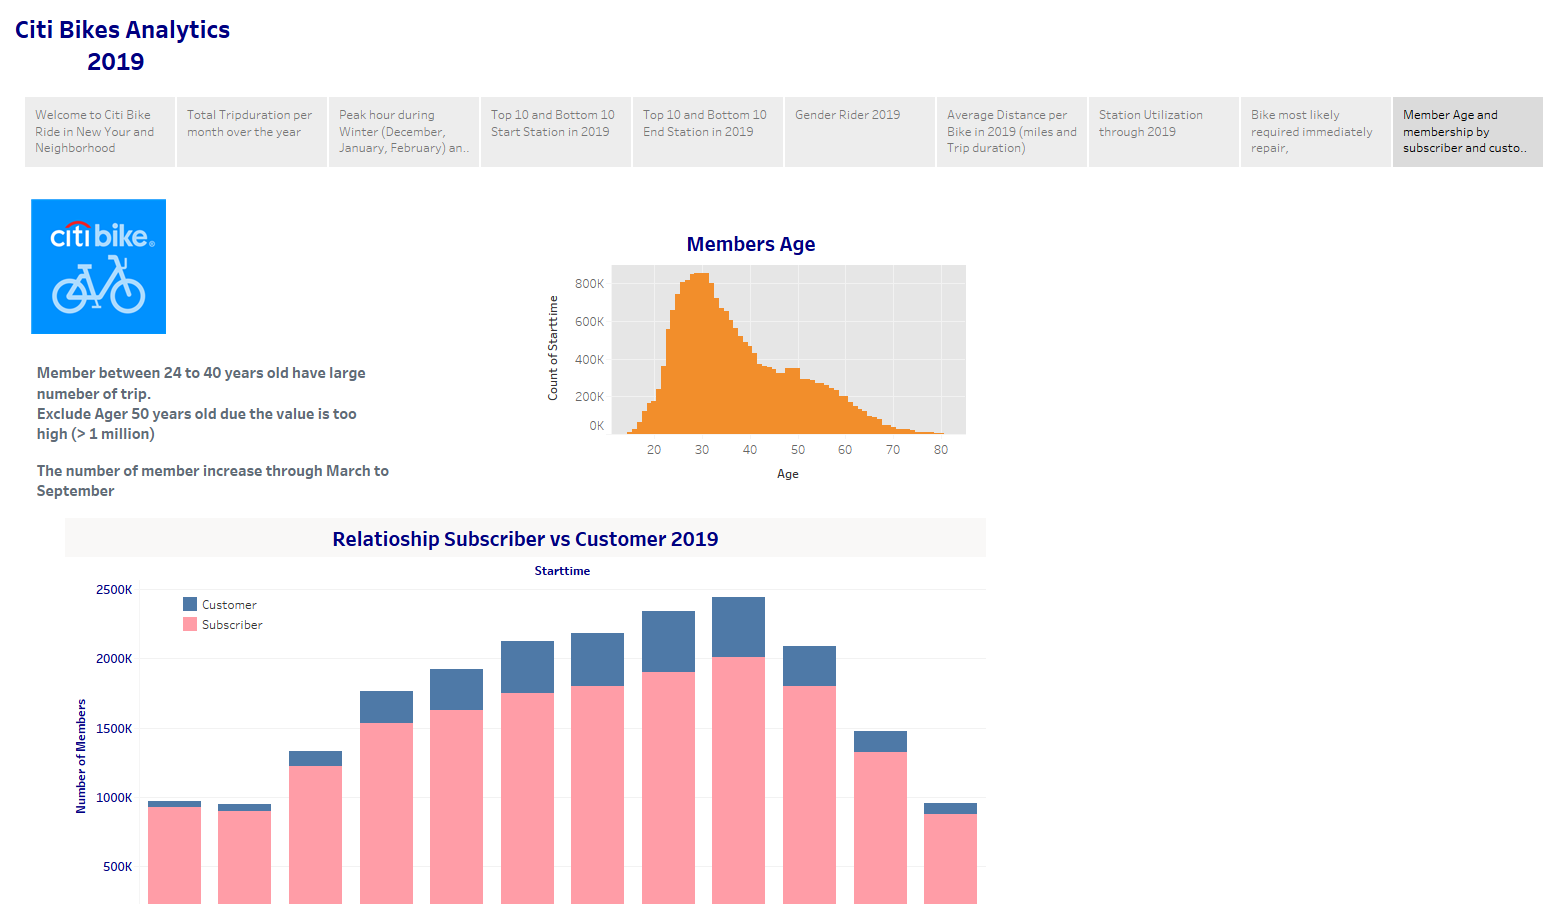 Citi Bikes Analytics
2019
Welcome to Citi Bike
Ride in New Your and
Neighborhood
Total Tripduration per
month over the year
Peak hour during
Winter (December,
January, February) an..
Top 10 and Bottom 10
Start Station in 2019
Top 10 and Bottom 10
End Station in 2019
Gender Rider 2019
Average Distance per
Bike in 2019 (miles and
Trip duration)
Station Utilization
through 2019
Bike most likely
required immediately
repair,
Member Age and
membership by
subscriber and custo..
citi bike®
Member between 24 to 40 years old have large
numeber of trip.
Exclude Ager 50 years old due the value is too
high (> 1 million)
The number of member increase through March to
September
Members Age
Count of Starttime
800K
600K
400K
200K
0K
20 30 40 50 60 70 80
Age
Relatioship Subscriber vs Customer 2019
Starttime
Customer
Subscriber
Number of Members
2500K
2000K
1500K
1000K
500K